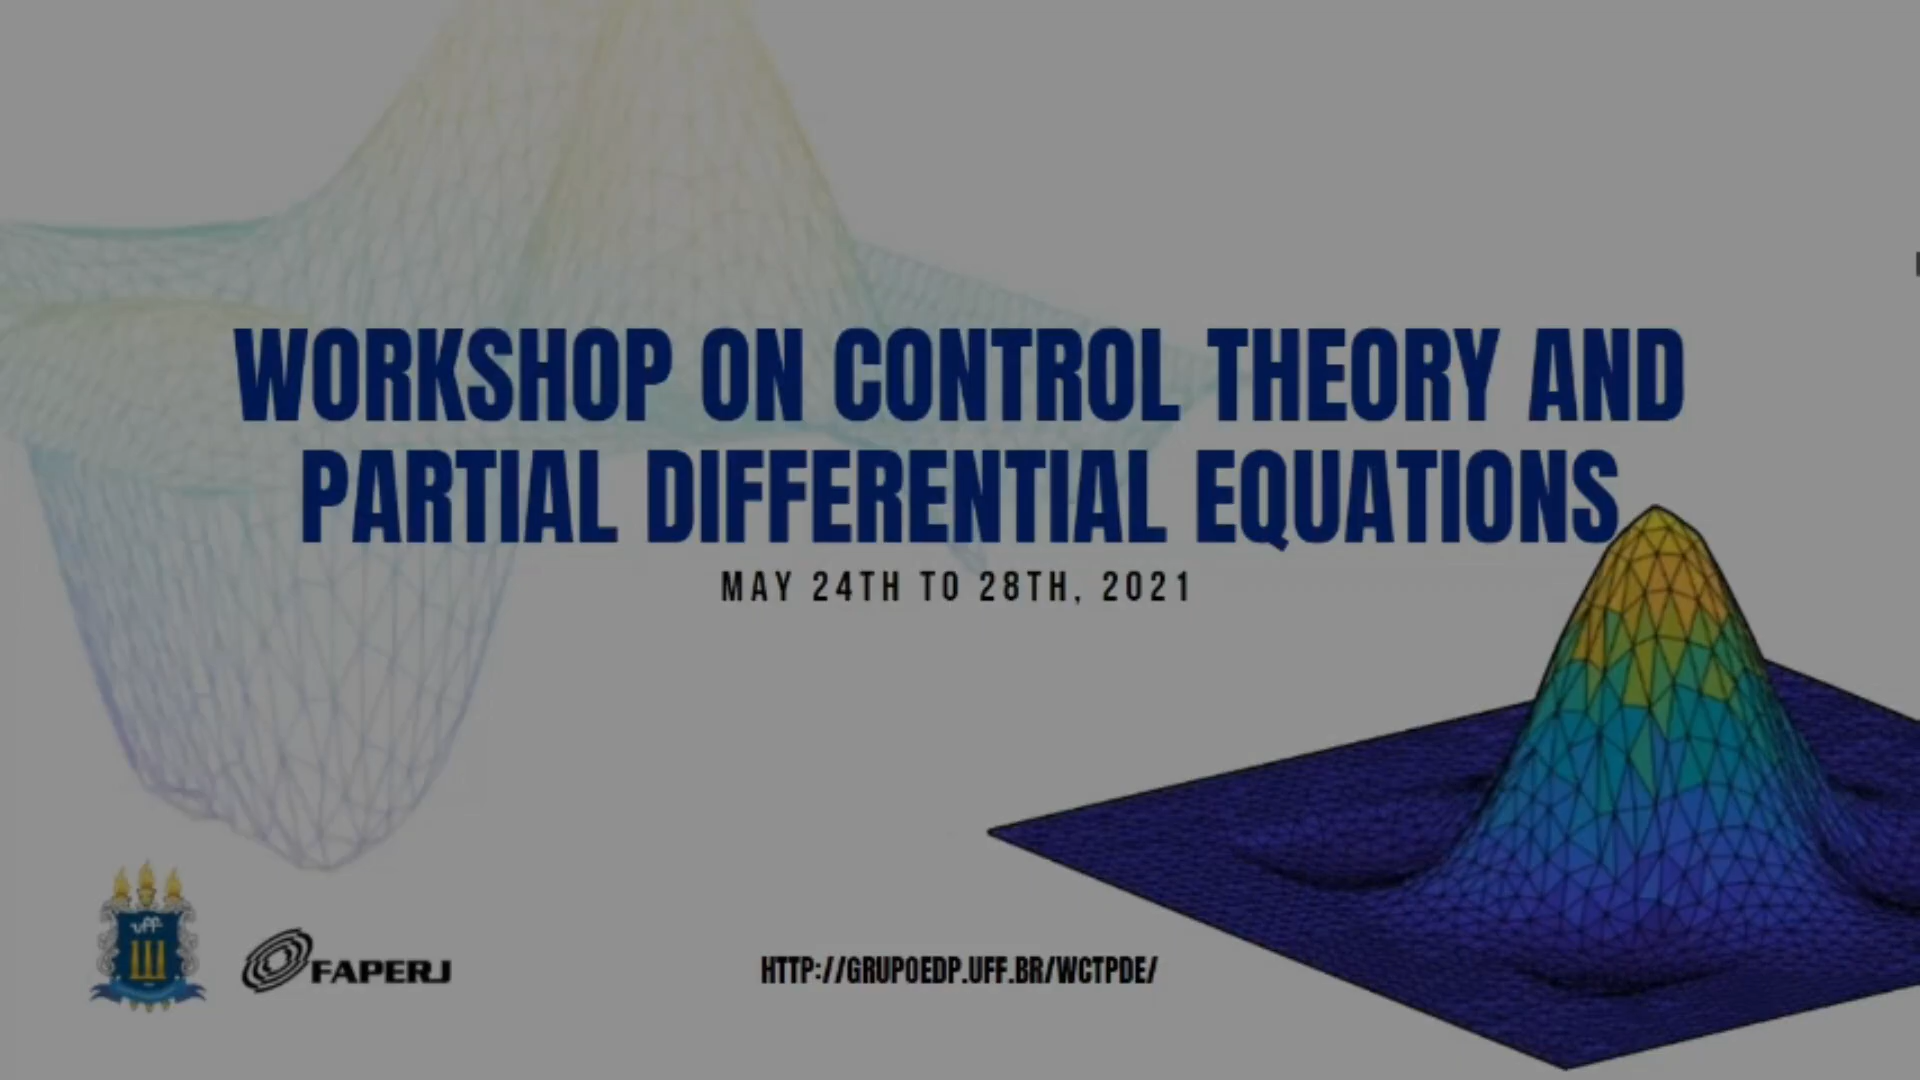 WORKSHOP ON CONTROL THEORY AND
PARTIAL DIFFERENTIAL EQUATIONS
MAY 24TH TO 28TH, 2021
uff
FAPERJ
HTTP://GRUPOEDP.UFF.BR/WCTPDE/